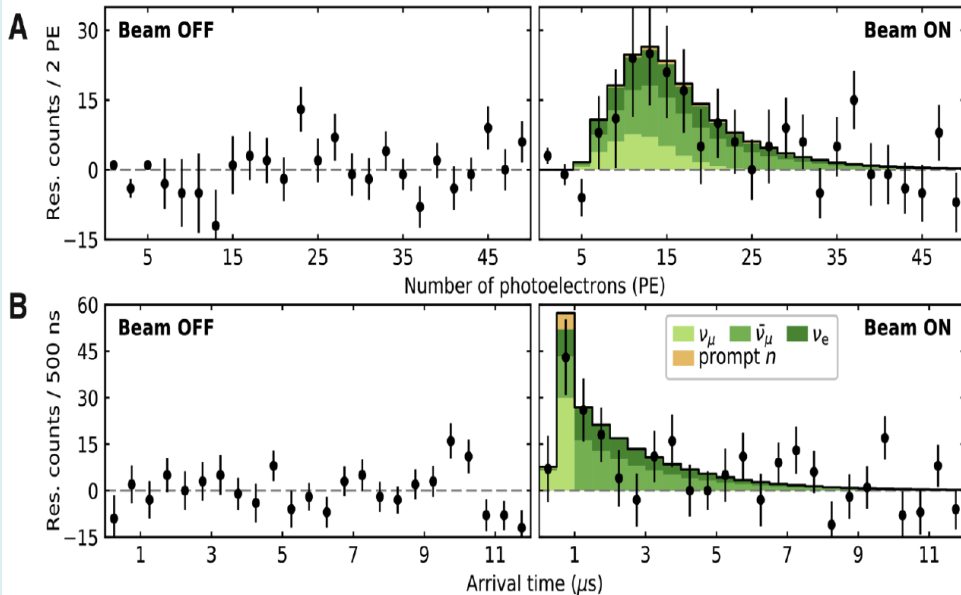 A
Res. counts / 2 PE
30
15
0
−15
Beam OFF
Beam ON
5 15 25 35 45
5 15 25 35 45
Number of photoelectrons (PE)
B
Res. counts / 500 ns
60
45
30
15
0
−15
Beam OFF
Beam ON
νμ ν̄μ νe
prompt n
1 3 5 7 9 11
1 3 5 7 9 11
Arrival time (μs)